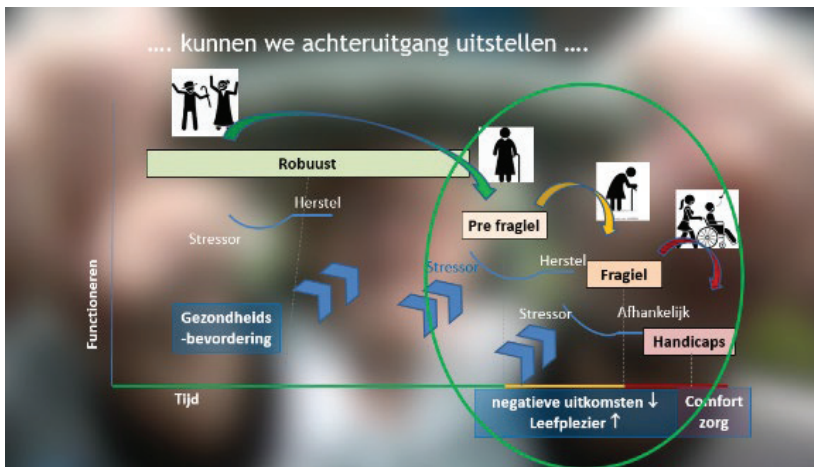 .... kunnen we achteruitgang uitstellen ....
Robuust
Herstel
Stressor
Pre fragiel
Stressor
Herstel
Fragiel
Gezondheids
-bevordering
Stressor
Afhankelijk
Handicaps
Functioneren
Tijd
negatieve uitkomsten ↓
Leefplezier ↑
Comfort
zorg